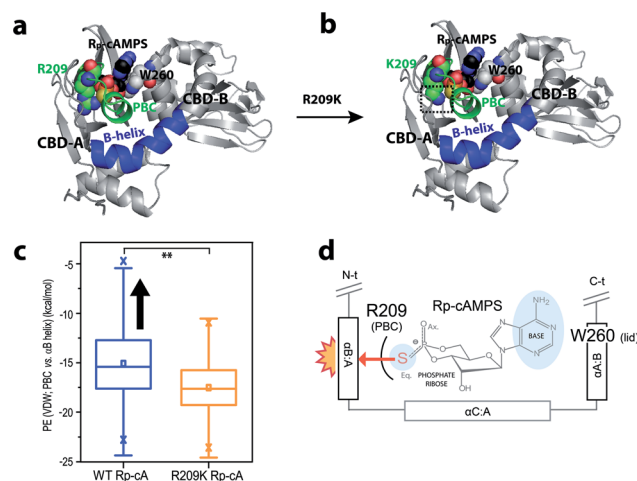 a
Rp-cAMPS
R209
W260
PBC
CBD-B
B-helix
CBD-A
R209K
b
Rp-cAMPS
K209
W260
PBC
CBD-B
B-helix
CBD-A
c
**
PE (VDW; PBC vs. αB helix) (kcal/mol)
-5
-10
-15
-20
-25
WT Rp-cA
R209K Rp-cA
d
N-t
C-t
R209
(PBC)
Rp-cAMPS
NH₂
N
N
N
N
BASE
W260 (lid)
O
Ax.
⊖
S
P
O
O
O
Eq.
PHOSPHATE
RIBOSE
OH
αB:A
αC:A
αA:B